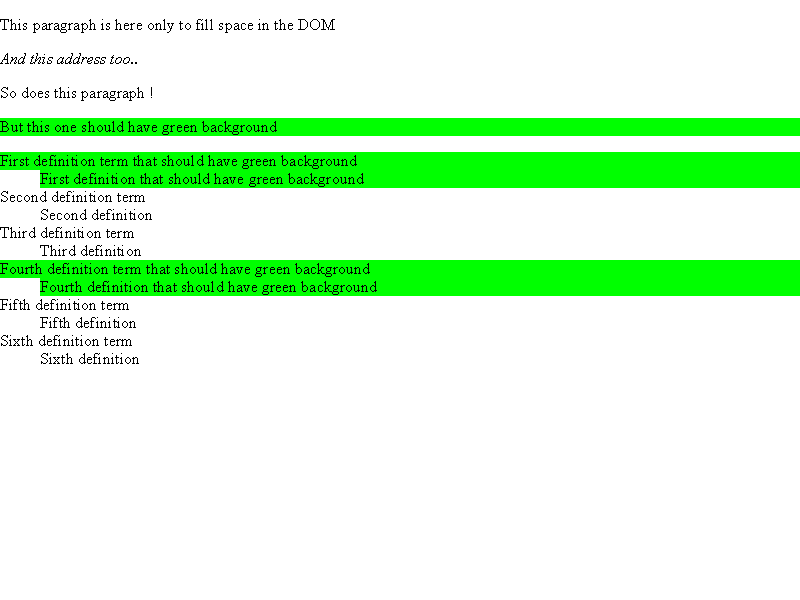 This paragraph is here only to fill space in the DOM
And this address too..
So does this paragraph !
But this one should have green background
First definition term that should have green background
First definition that should have green background
Second definition term
Second definition
Third definition term
Third definition
Fourth definition term that should have green background
Fourth definition that should have green background
Fifth definition term
Fifth definition
Sixth definition term
Sixth definition